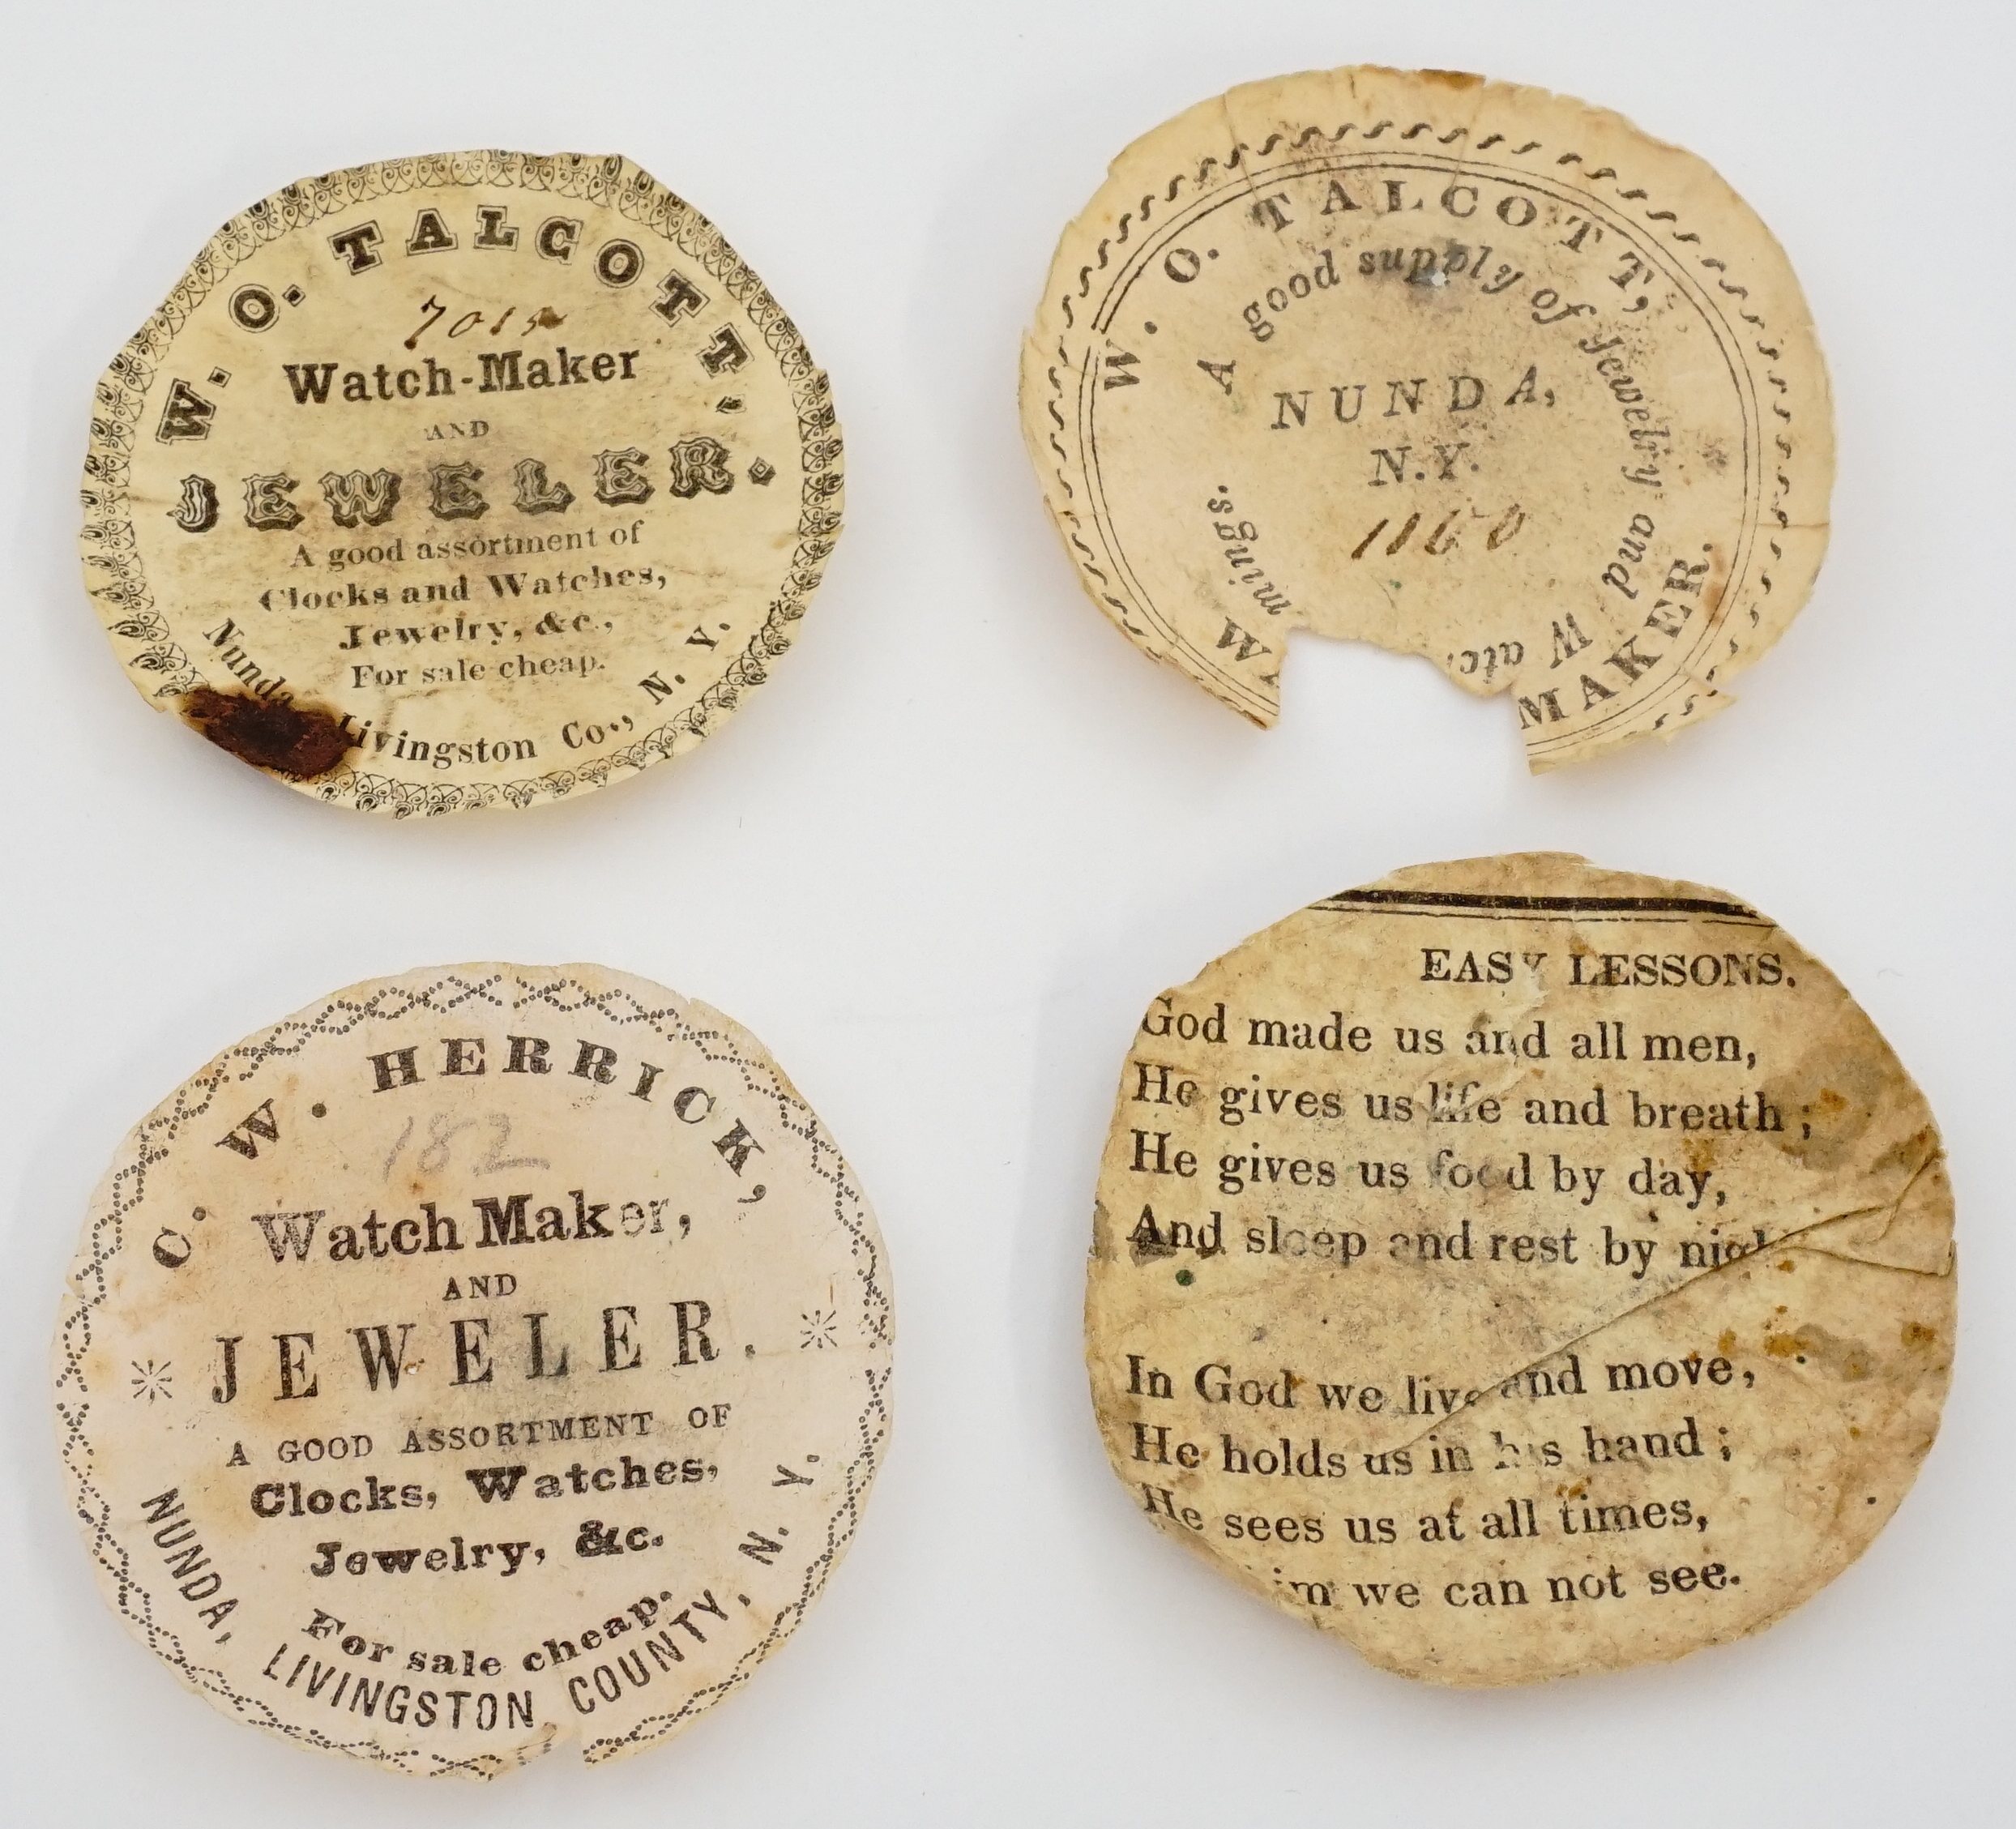 W. O. TALCOTT,
7015
Watch-Maker
AND
JEWELER.
A good assortment of
Clocks and Watches,
Jewelry, &c.,
For sale cheap.
Nunda Livingston Co., N. Y.
W. O. TALCOTT,
A good supply of Jewelry and
NUNDA,
N.Y.
1160
MAKER.
C. W. HERRICK,
182
Watch Maker,
AND
JEWELER.
A GOOD ASSORTMENT OF
Clocks, Watches,
Jewelry, &c.
For sale cheap.
NUNDA, LIVINGSTON COUNTY, N. Y.
EASY LESSONS.
God made us and all men,
He gives us life and breath;
He gives us food by day,
And sleep and rest by
In God we live and move,
He holds us in his hand;
He sees us at all times,
we can not see.